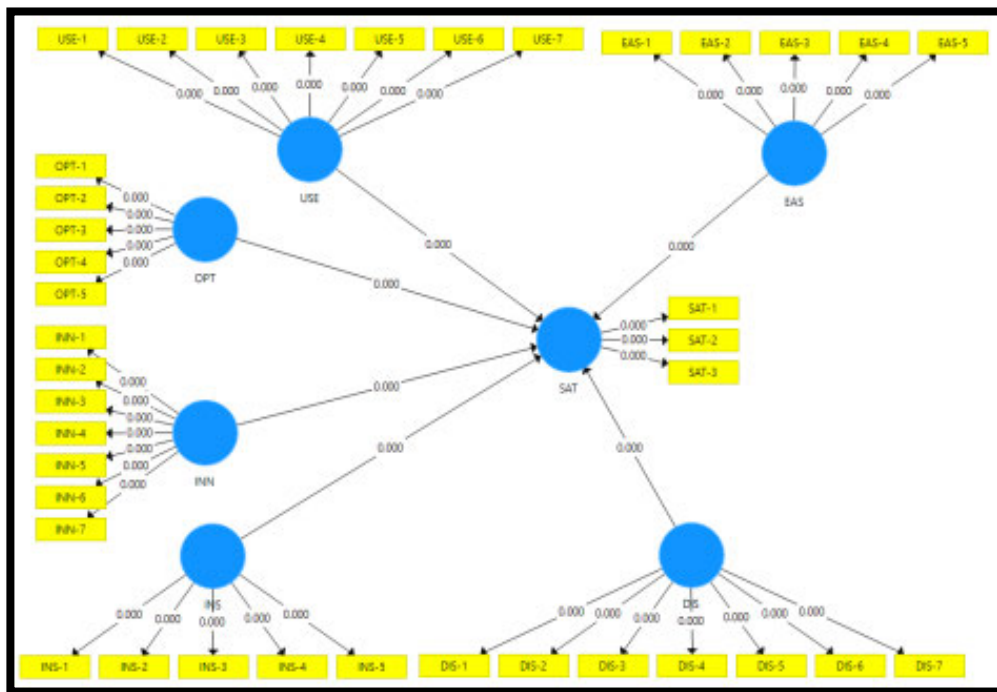 USE-1 USE-2 USE-3 USE-4 USE-5 USE-6 USE-7
EAS-1 EAS-2 EAS-3 EAS-4 EAS-5
0.000 0.000 0.000 0.000 0.000 0.000 0.000
0.000 0.000 0.000 0.000 0.000
USE
EAS
OPT-1
OPT-2
OPT-3
OPT-4
OPT-5
0.000
0.000
0.000
0.000
0.000
OPT
0.000
0.000
0.000
INN-1
INN-2
INN-3
INN-4
INN-5
INN-6
INN-7
0.000
0.000
0.000
0.000
0.000
0.000
0.000
INN
0.000
SAT-1
SAT-2
SAT-3
0.000
0.000
0.000
SAT
0.000
0.000
INS
0.000 0.000 0.000 0.000 0.000
INS-1 INS-2 INS-3 INS-4 INS-5
DIS
0.000 0.000 0.000 0.000 0.000 0.000 0.000
DIS-1 DIS-2 DIS-3 DIS-4 DIS-5 DIS-6 DIS-7